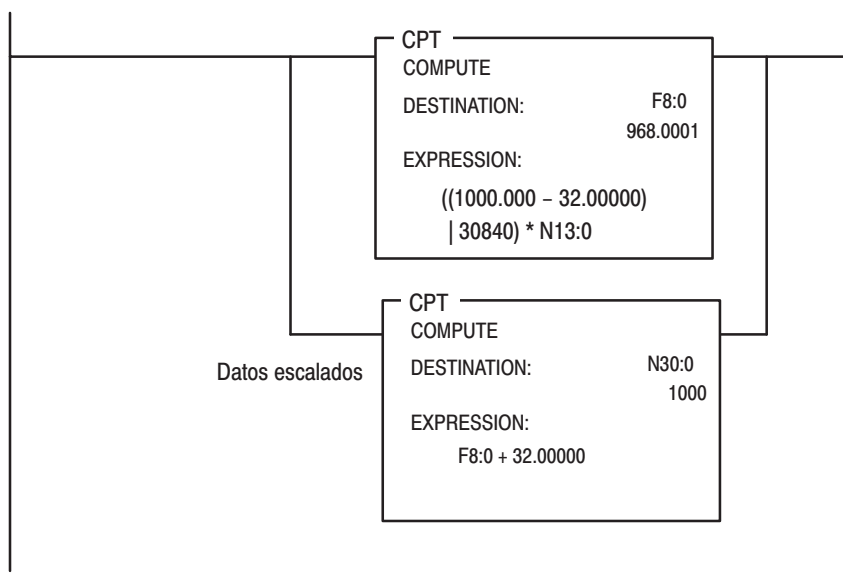 CPT
COMPUTE
DESTINATION: F8:0
968.0001
EXPRESSION:
((1000.000 – 32.00000)
| 30840) * N13:0
CPT
COMPUTE
Datos escalados DESTINATION: N30:0
1000
EXPRESSION:
F8:0 + 32.00000